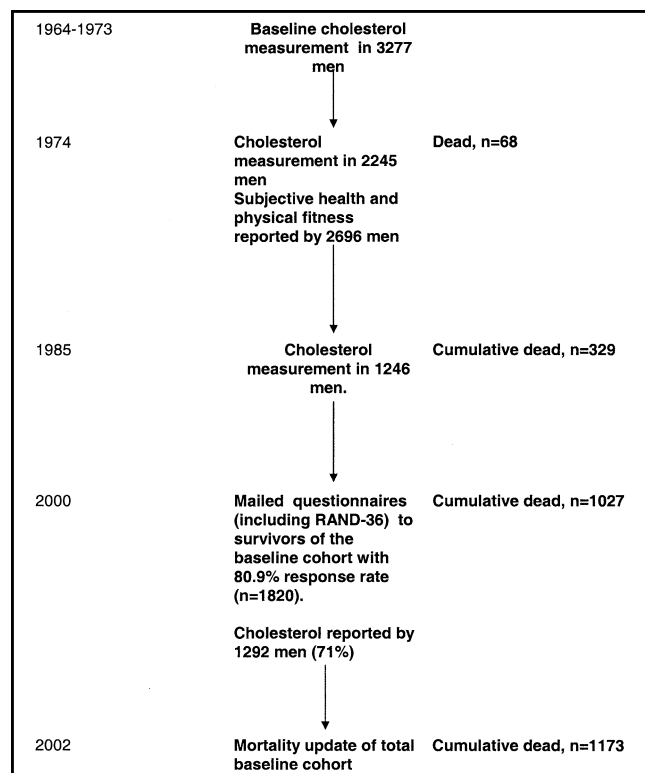 1964-1973
Baseline cholesterol
measurement in 3277
men
1974
Cholesterol
measurement in 2245
men
Subjective health and
physical fitness
reported by 2696 men
Dead, n=68
1985
Cholesterol
measurement in 1246
men.
Cumulative dead, n=329
2000
Mailed questionnaires
(including RAND-36) to
survivors of the
baseline cohort with
80.9% response rate
(n=1820).
Cholesterol reported by
1292 men (71%)
Cumulative dead, n=1027
2002
Mortality update of total
baseline cohort
Cumulative dead, n=1173